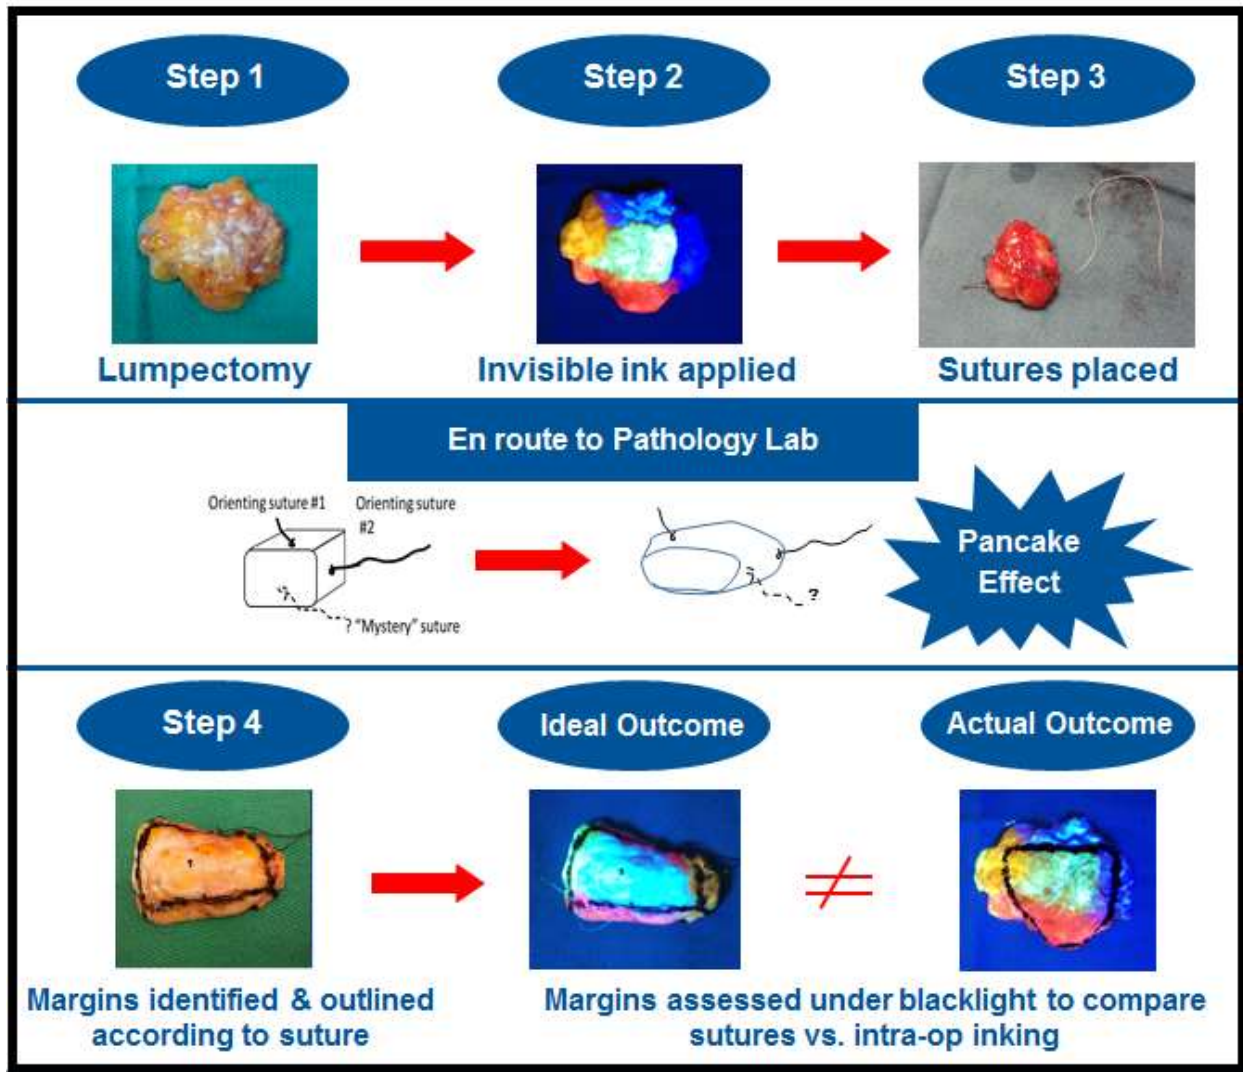 Step 1
Step 2
Step 3
Lumpectomy
Invisible ink applied
Sutures placed
En route to Pathology Lab
Orienting suture #1
Orienting suture
#2
? "Mystery" suture
?
Pancake
Effect
Step 4
Ideal Outcome
Actual Outcome
Margins identified & outlined
according to suture
Margins assessed under blacklight to compare
sutures vs. intra-op inking